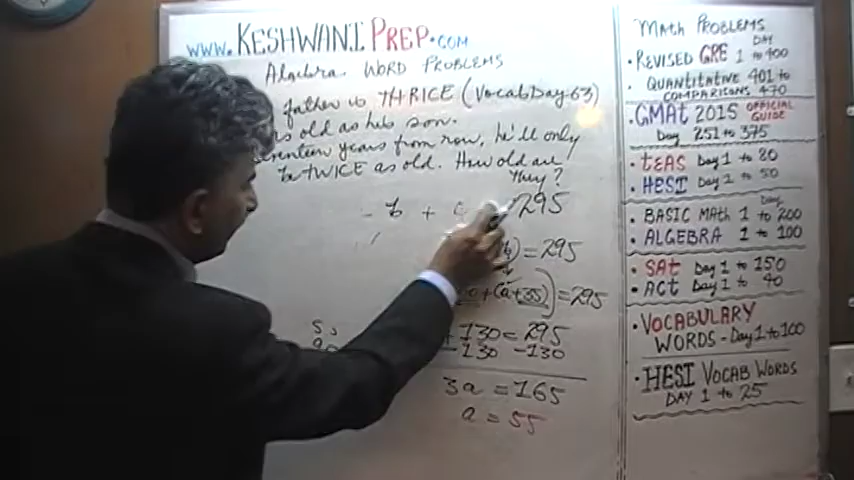 www.KESHWANI PREP.com
Algebra WORD PROBLEMS
father is THRICE (Vocab Day-63)
as old as his son.
years from now, he'll only
be TWICE as old. How old are
they?
- b + 295
= 295
+ (a+35) = 295
+ 130 = 295
- 130 - 130
3a = 165
a = 55
55
MATH PROBLEMS
• REVISED GRE DAY 1 to 400
• QUANTITATIVE 401 to
COMPARISONS 470
• GMAT 2015 OFFICIAL GUIDE
Day 251 to 375
• TEAS Day 1 to 20
• HESI Day 1 to 50
• BASIC MATH Day 1 to 200
• ALGEBRA 1 to 100
• SAT Day 1 to 150
• ACT Day 1 to 40
• VOCABULARY
WORDS - Day 1 to 100
• HESI VOCAB WORDS
DAY 1 to 25